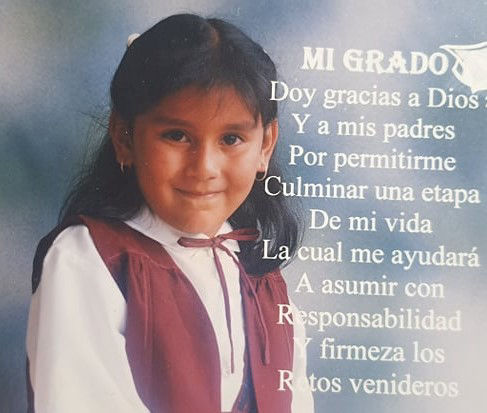 MI GRADO
Doy gracias a Dios
Y a mis padres
Por permitirme
Culminar una etapa
De mi vida
La cual me ayudará
A asumir con
Responsabilidad
Y firmeza los
Retos venideros